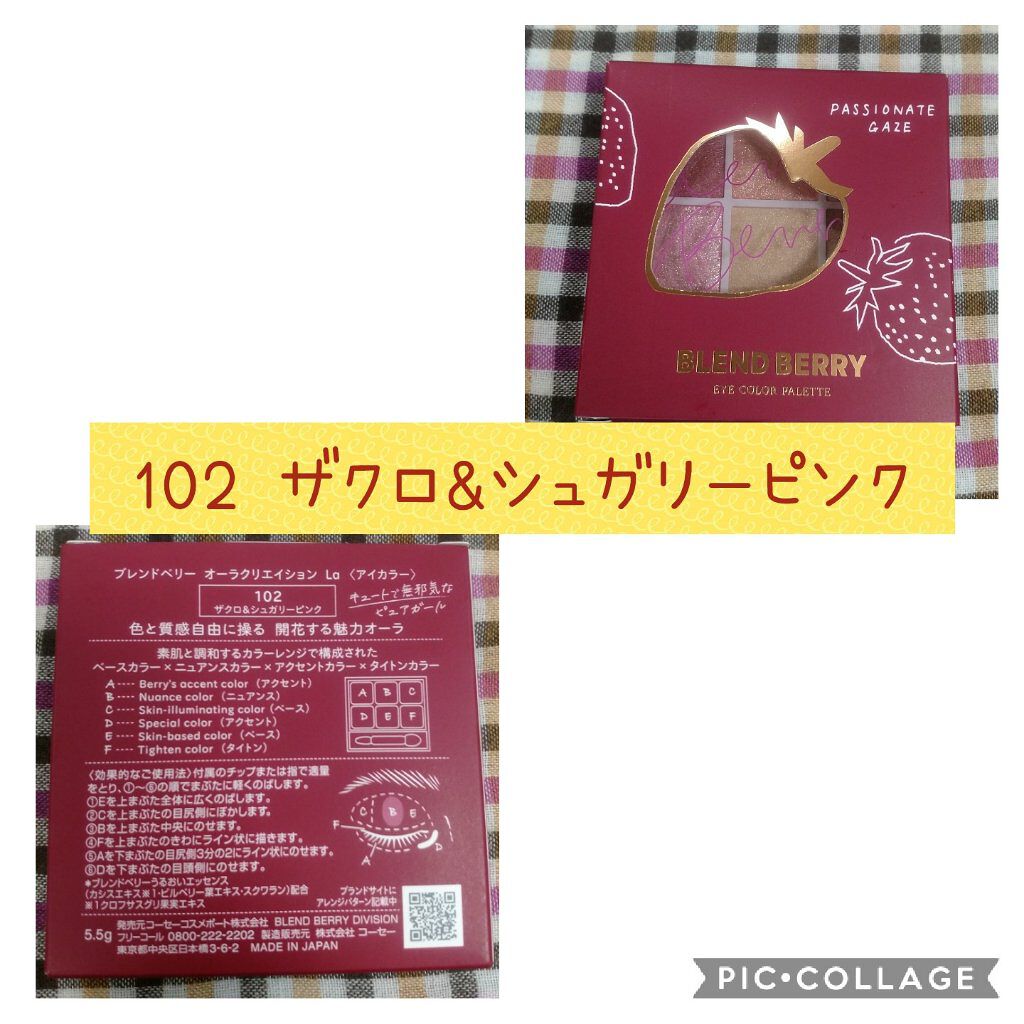 PASSIONATE
GAZE
BLEND BERRY
EYE COLOR PALETTE
102 ザクロ&シュガリーピンク
ブレンドベリー オーラクリエイション La 〈アイカラー〉
102
ザクロ&シュガリーピンク
キュートで無邪気な
ピュアガール
色と質感自由に操る 開花する魅力オーラ
素肌と調和するカラーレンジで構成された
ベースカラー×ニュアンスカラー×アクセントカラー×タイトンカラー
A---- Berry's accent color (アクセント)
B---- Nuance color (ニュアンス)
C---- Skin-illuminating color (ベース)
D---- Special color (アクセント)
E---- Skin-based color (ベース)
F---- Tighten color (タイトン)
A B C
D E F
〈効果的なご使用法〉付属のチップまたは指で適量
をとり、①〜⑥の順でまぶたに軽くのばします。
①Eを上まぶた全体に広くのばします。
②Cを上まぶたの目尻側にぼかします。
③Bを上まぶた中央にのせます。
④Fを上まぶたのきわにライン状に描きます。
⑤Aを下まぶたの目尻側3分の2にライン状にのせます。
⑥Dを下まぶたの目頭側にのせます。
C B E
F
A D
*ブレンドベリーうるおいエッセンス
(カシスエキス※1・ビルベリー葉エキス・スクワラン)配合
※1クロフサスグリ果実エキス
ブランドサイトに
アレンジパターン記載中
5.5g
発売元コーセーコスメポート株式会社 BLEND BERRY DIVISION
フリーコール 0800-222-2202 製造販売元 株式会社 コーセー
東京都中央区日本橋3-6-2 MADE IN JAPAN
PIC•COLLAGE